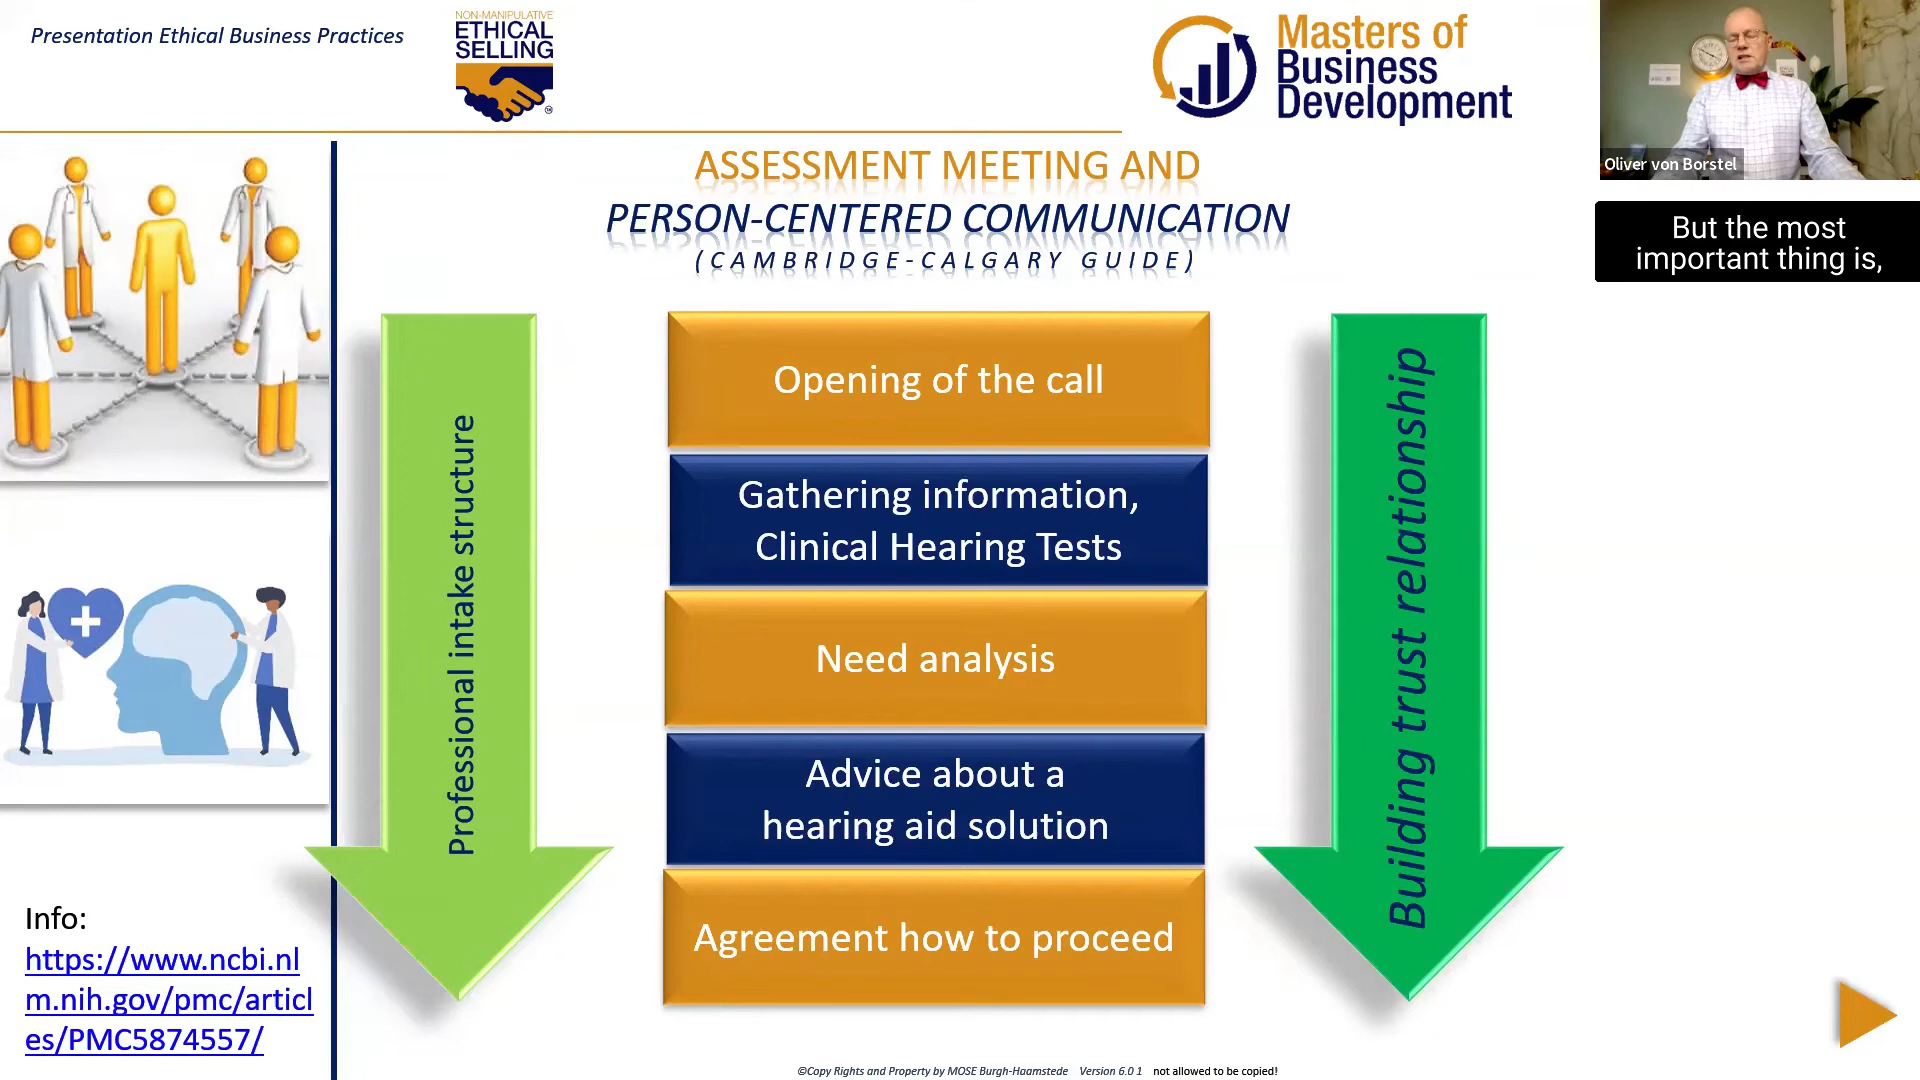 Presentation Ethical Business Practices
NON-MANIPULATIVE
ETHICAL
SELLING
Masters of
Business
Development
Oliver von Borstel
But the most
important thing is,
ASSESSMENT MEETING AND
PERSON-CENTERED COMMUNICATION
(CAMBRIDGE-CALGARY GUIDE)
Professional intake structure
Opening of the call
Gathering information,
Clinical Hearing Tests
Need analysis
Advice about a
hearing aid solution
Agreement how to proceed
Building trust relationship
Info:
https://www.ncbi.nl
m.nih.gov/pmc/articl
es/PMC5874557/
©Copy Rights and Property by MOSE Burgh-Haamstede Version 6.0 1 not allowed to be copied!